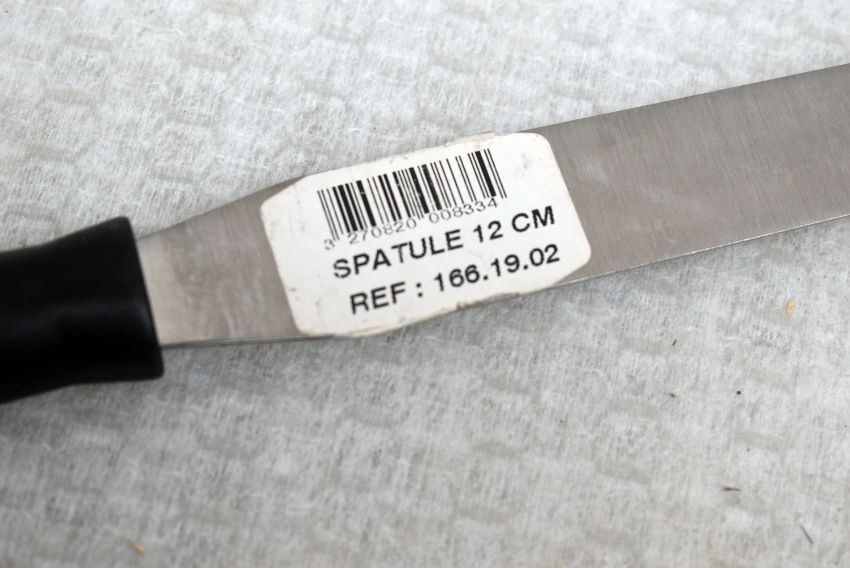 3 270820 008334
SPATULE 12 CM
REF : 166.19.02